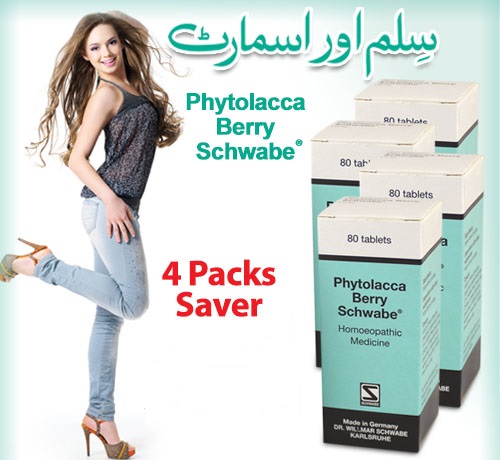 سِلم اور اسمارٹ
Phytolacca
Berry
Schwabe®
4 Packs
Saver
80 tablets
80 tab
80 tablets
80 tablets
Phytolacca
Berry
Schwabe®
Homoeopathic
Medicine
S
Made in Germany
DR. WILLMAR SCHWABE
KARLSRUHE